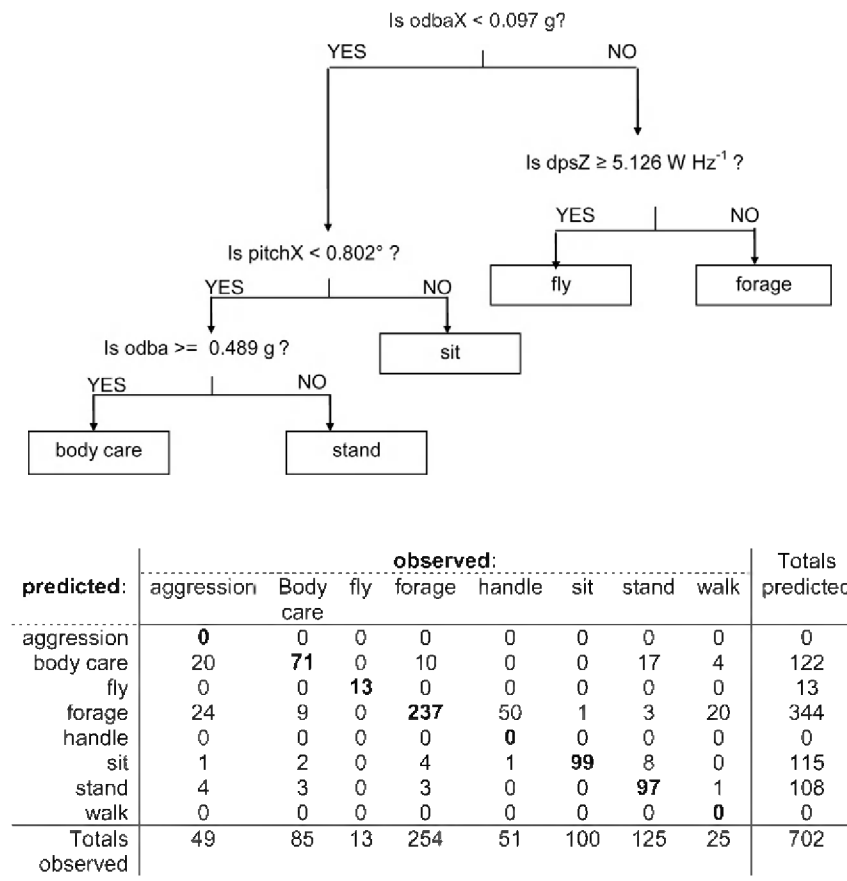 Is odbaX < 0.097 g?
YES NO
Is dpsZ ≥ 5.126 W Hz⁻¹ ?
YES NO
Is pitchX < 0.802° ?
fly forage
YES NO
Is odba >= 0.489 g ?
sit
YES NO
body care stand
observed: Totals
predicted: aggression Body fly forage handle sit stand walk predicted
care
aggression 0 0 0 0 0 0 0 0 0
body care 20 71 0 10 0 0 17 4 122
fly 0 0 13 0 0 0 0 0 13
forage 24 9 0 237 50 1 3 20 344
handle 0 0 0 0 0 0 0 0 0
sit 1 2 0 4 1 99 8 0 115
stand 4 3 0 3 0 0 97 1 108
walk 0 0 0 0 0 0 0 0 0
Totals 49 85 13 254 51 100 125 25 702
observed